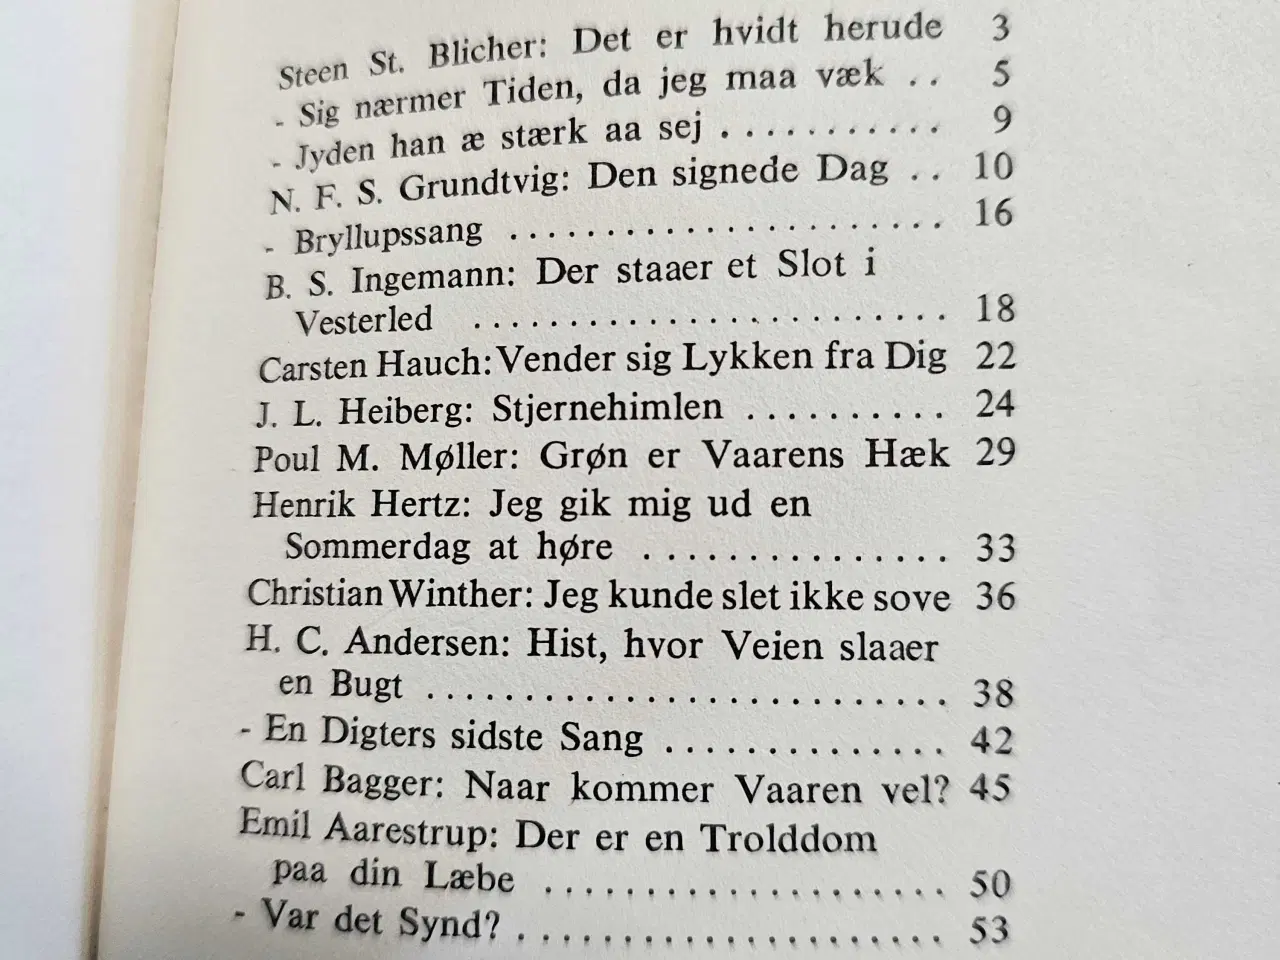 Steen St. Blicher: Det er hvidt herude 3
- Sig nærmer Tiden, da jeg maa væk .. 5
- Jyden han æ stærk aa sej ........... 9
N. F. S. Grundtvig: Den signede Dag .. 10
- Bryllupssang ....................... 16
B. S. Ingemann: Der staaer et Slot i
Vesterled ......................... 18
Carsten Hauch: Vender sig Lykken fra Dig 22
J. L. Heiberg: Stjernehimlen .......... 24
Poul M. Møller: Grøn er Vaarens Hæk 29
Henrik Hertz: Jeg gik mig ud en
Sommerdag at høre ................ 33
Christian Winther: Jeg kunde slet ikke sove 36
H. C. Andersen: Hist, hvor Veien slaaer
en Bugt ............................ 38
- En Digters sidste Sang ............... 42
Carl Bagger: Naar kommer Vaaren vel? 45
Emil Aarestrup: Der er en Trolddom
paa din Læbe ..................... 50
- Var det Synd? ....................... 53